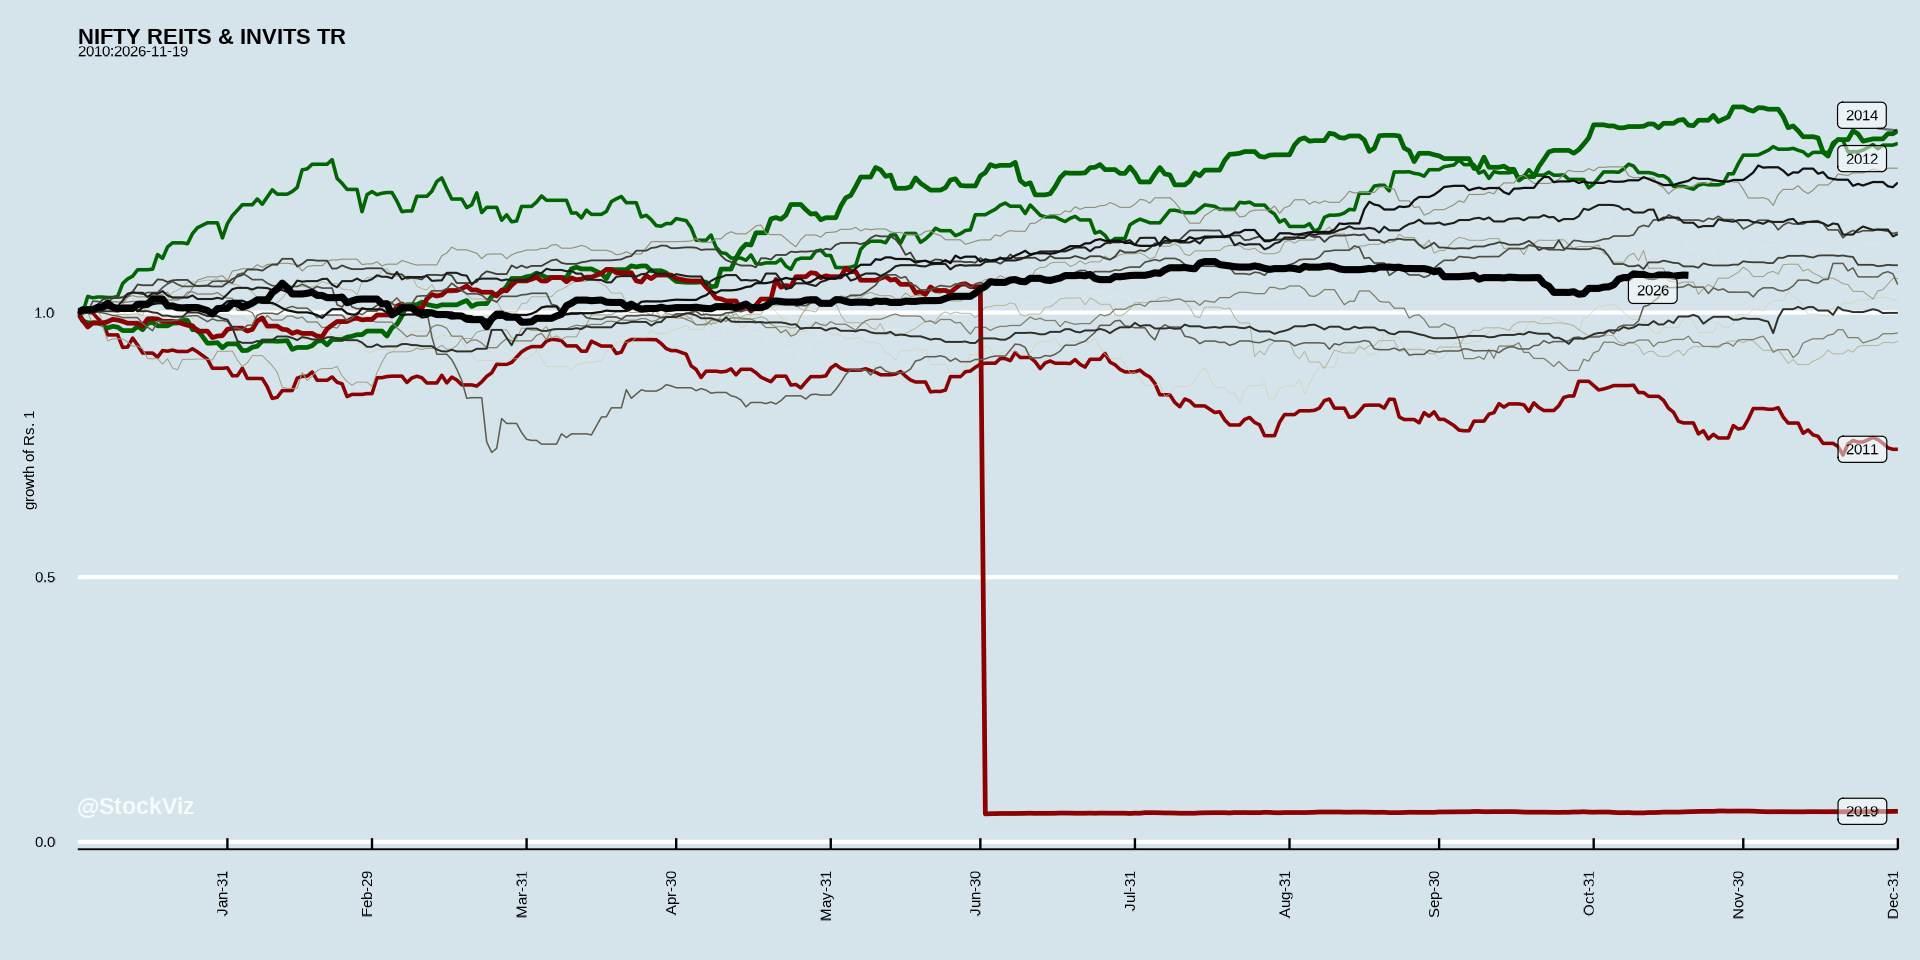 NIFTY REITS & INVITS TR
2010:2026-11-19
2014
2012
1.0
2026
growth of Rs. 1
2011
0.5
@StockViz
2019
0.0
Jan-31
Feb-29
Mar-31
Apr-30
May-31
Jun-30
Jul-31
Aug-31
Sep-30
Oct-31
Nov-30
Dec-31